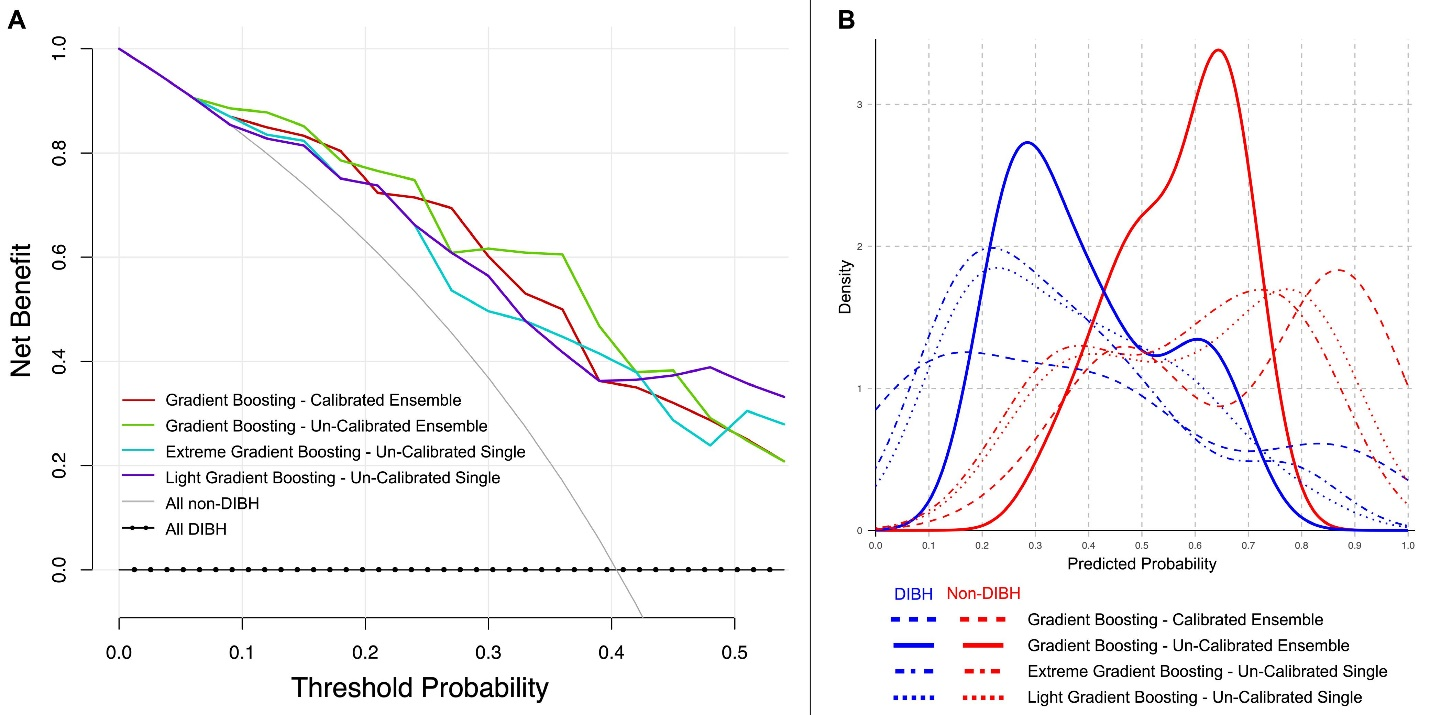 A
Net Benefit
1.0
0.8
0.6
0.4
0.2
0.0
Gradient Boosting - Calibrated Ensemble
Gradient Boosting - Un-Calibrated Ensemble
Extreme Gradient Boosting - Un-Calibrated Single
Light Gradient Boosting - Un-Calibrated Single
All non-DIBH
All DIBH
0.0 0.1 0.2 0.3 0.4 0.5
Threshold Probability
B
Density
3
2
1
0
0.0 0.1 0.2 0.3 0.4 0.5 0.6 0.7 0.8 0.9 1.0
Predicted Probability
DIBH Non-DIBH
Gradient Boosting - Calibrated Ensemble
Gradient Boosting - Un-Calibrated Ensemble
Extreme Gradient Boosting - Un-Calibrated Single
Light Gradient Boosting - Un-Calibrated Single